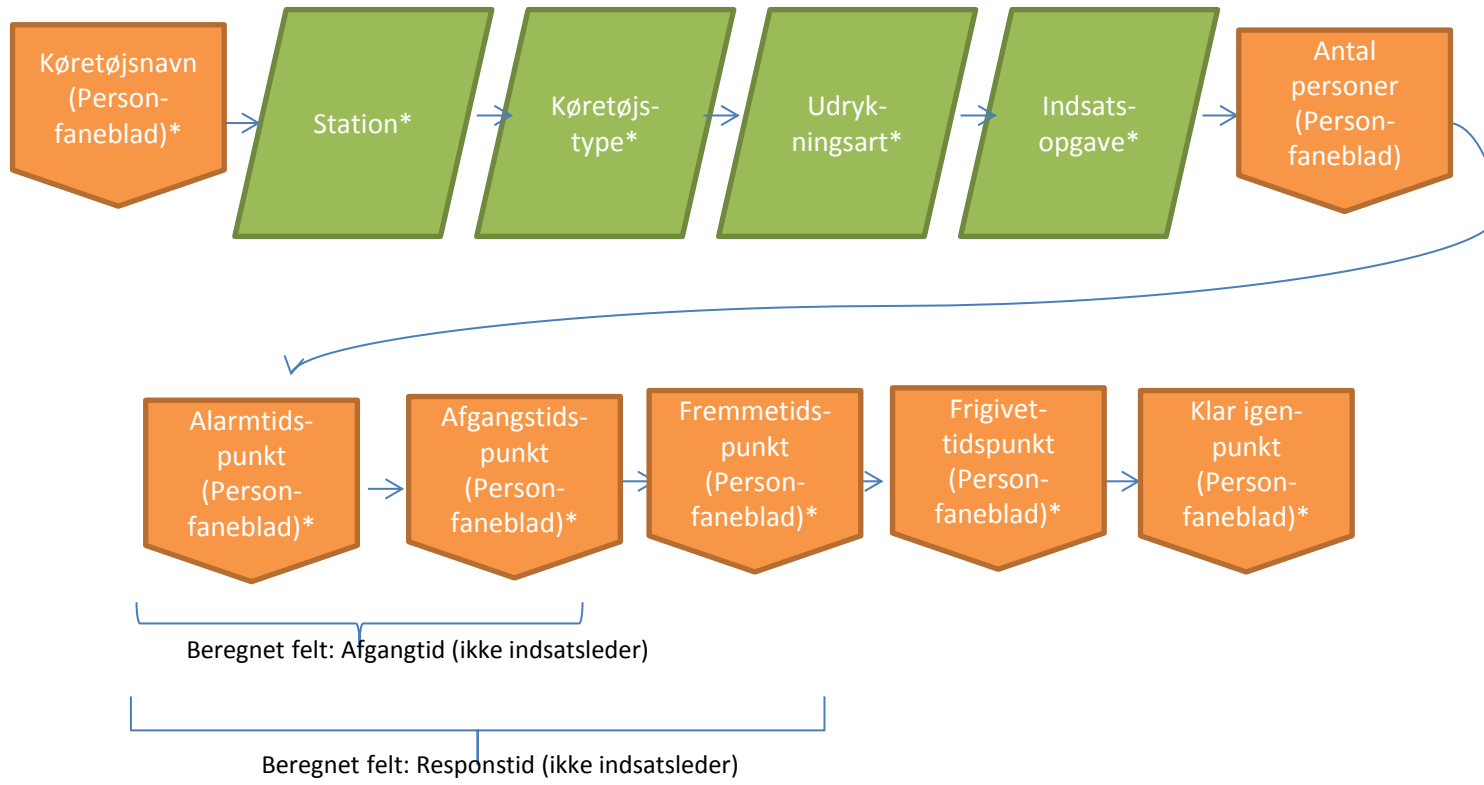 Køretøjsnavn
(Person-
faneblad)*
Station*
Køretøjs-
type*
Udryk-
ningsart*
Indsats-
opgave*
Antal
personer
(Person-
faneblad)
Alarmtids-
punkt
(Person-
faneblad)*
Afgangstids-
punkt
(Person-
faneblad)*
Fremmetids-
punkt
(Person-
faneblad)*
Frigivet-
tidspunkt
(Person-
faneblad)*
Klar igen-
punkt
(Person-
faneblad)*
Beregnet felt: Afgangtid (ikke indsatsleder)
Beregnet felt: Responstid (ikke indsatsleder)